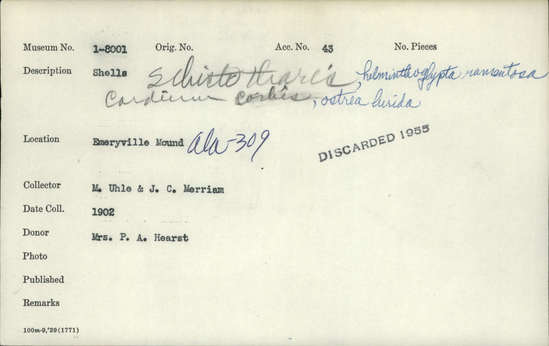 Museum No. 1-8001 Orig. No. Acc. No. 43 No. Pieces
Description Shells Schisto, helminthoglypta ramentosa
Cardium corbis, ostrea lurida
DISCARDED 1955
Location Emeryville Mound ala-309
Collector M. Uhle & J. C. Merriam
Date Coll. 1902
Donor Mrs. P. A. Hearst
Photo
Published
Remarks
100m-9,'29(1771)